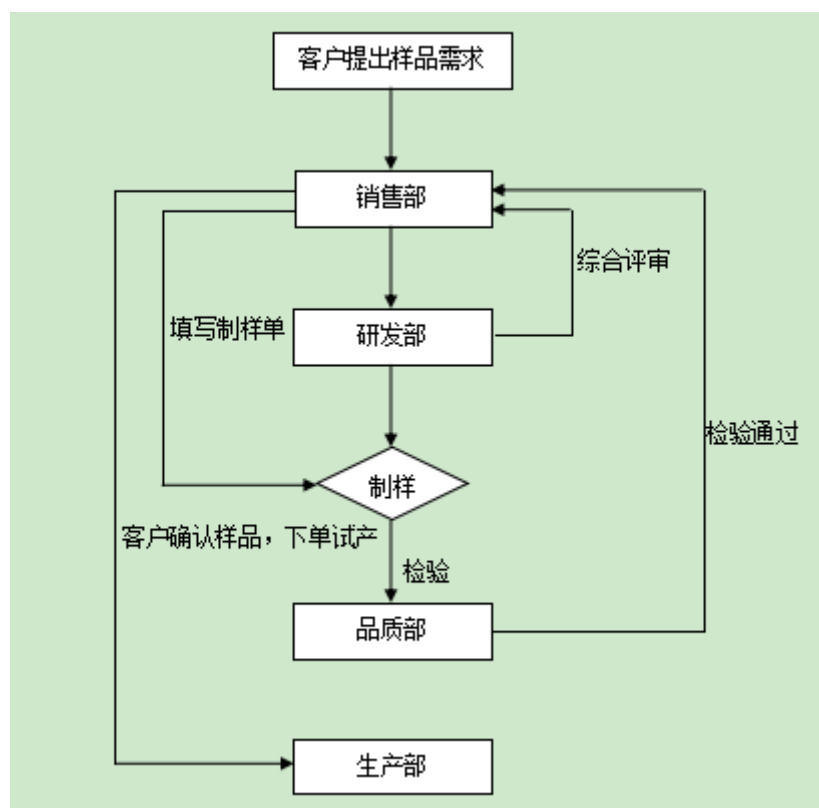 客户提出样品需求
销售部
综合评审
填写制样单
研发部
检验通过
制样
客户确认样品，下单试产
检验
品质部
生产部